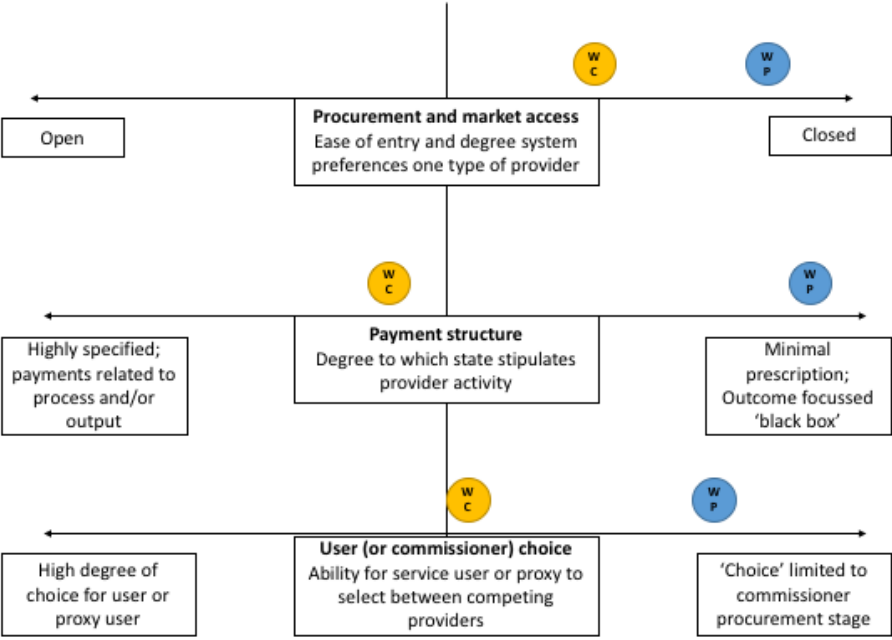 W
C
W
P
Procurement and market access
Ease of entry and degree system
preferences one type of provider
Open
Closed
W
C
W
P
Payment structure
Degree to which state stipulates
provider activity
Highly specified;
payments related to
process and/or
output
Minimal
prescription;
Outcome focussed
‘black box’
W
C
W
P
User (or commissioner) choice
Ability for service user or proxy to
select between competing
providers
High degree of
choice for user or
proxy user
‘Choice’ limited to
commissioner
procurement stage